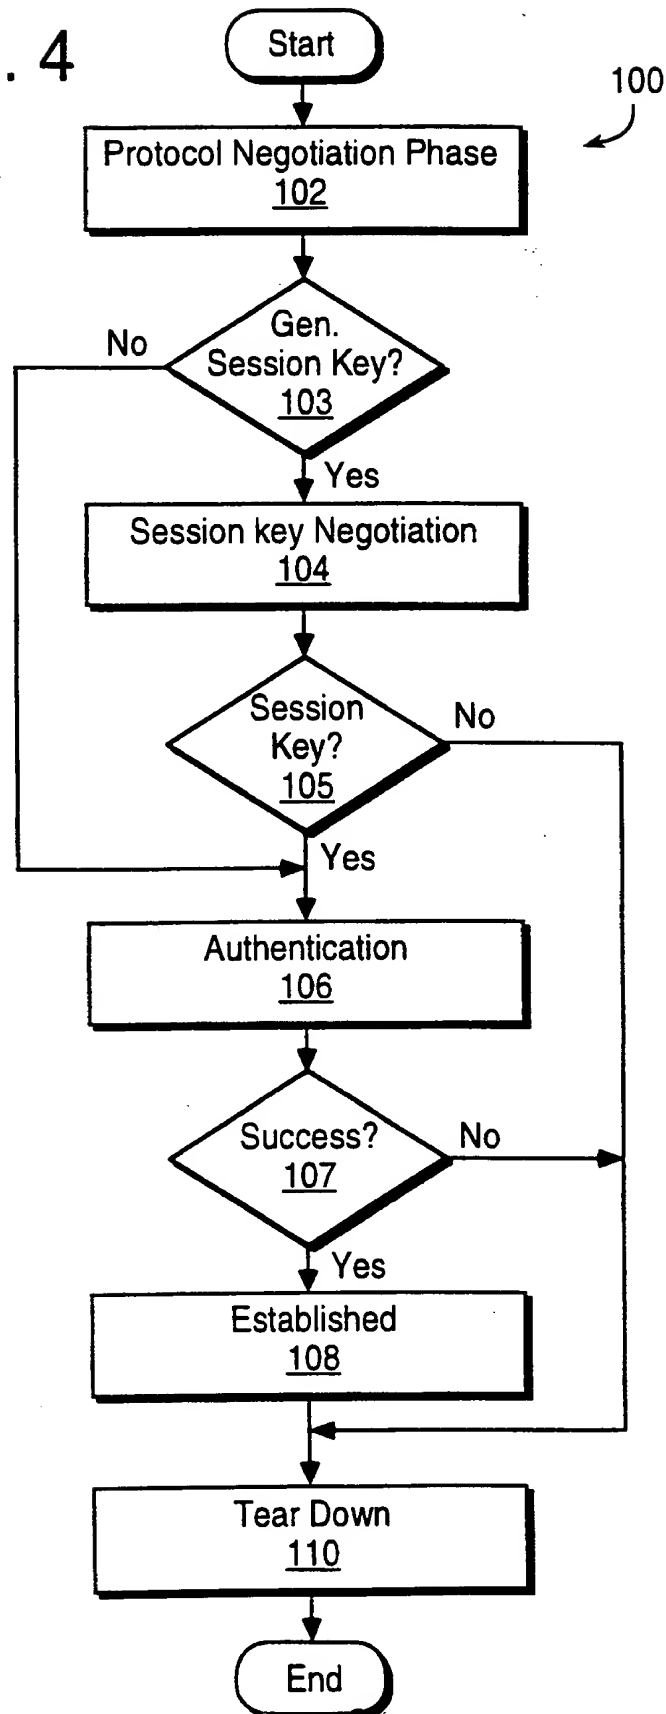 . 4
Start
100
Protocol Negotiation Phase
102
Gen.
Session Key?
103
No
Yes
Session key Negotiation
104
Session
Key?
105
No
Yes
Authentication
106
Success?
107
No
Yes
Established
108
Tear Down
110
End